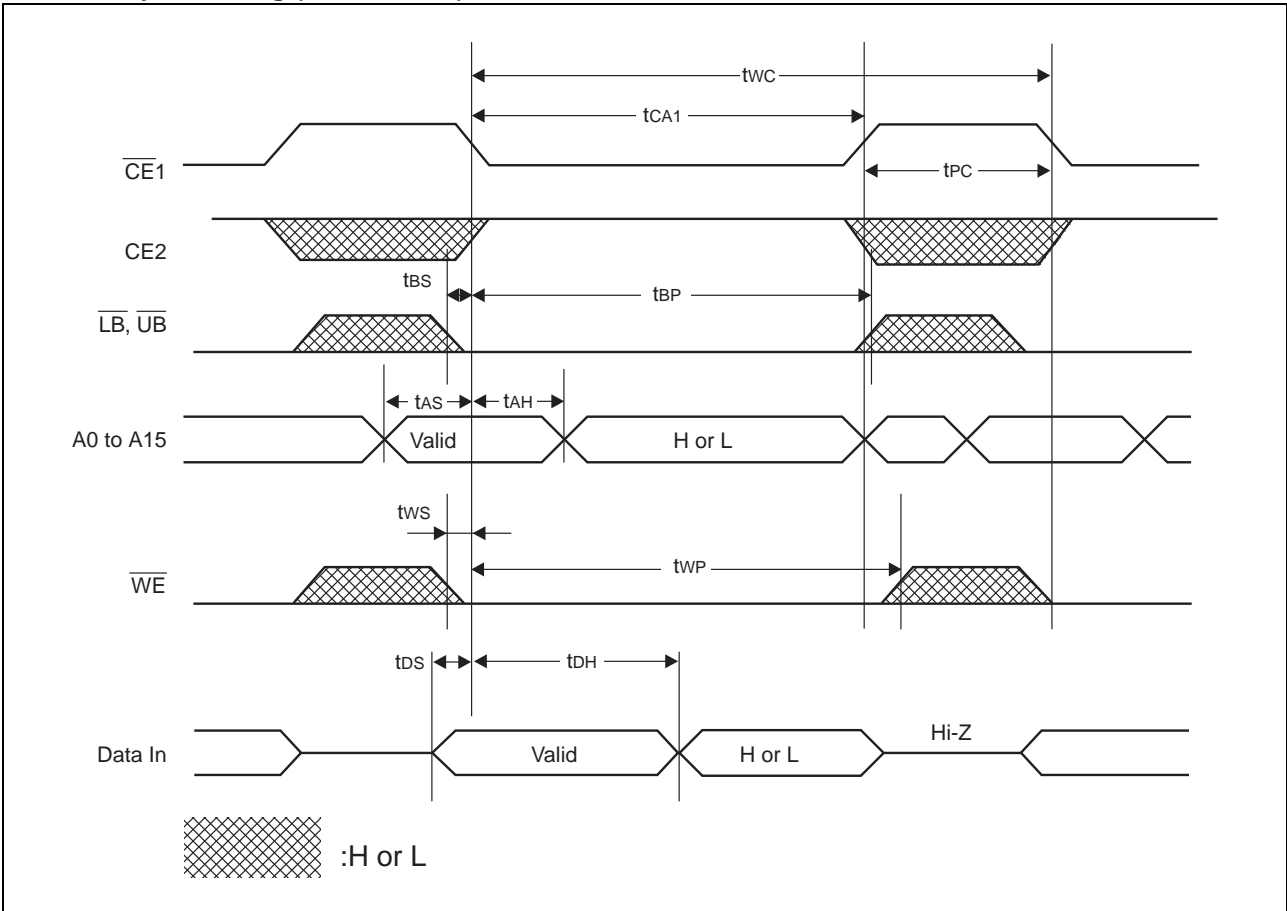 tWC
tCA1
CE1
tPC
CE2
tBS
tBP
LB, UB
tAS
tAH
A0 to A15
Valid
H or L
tWS
tWP
WE
tDS
tDH
Hi-Z
Data In
Valid
H or L
:H or L